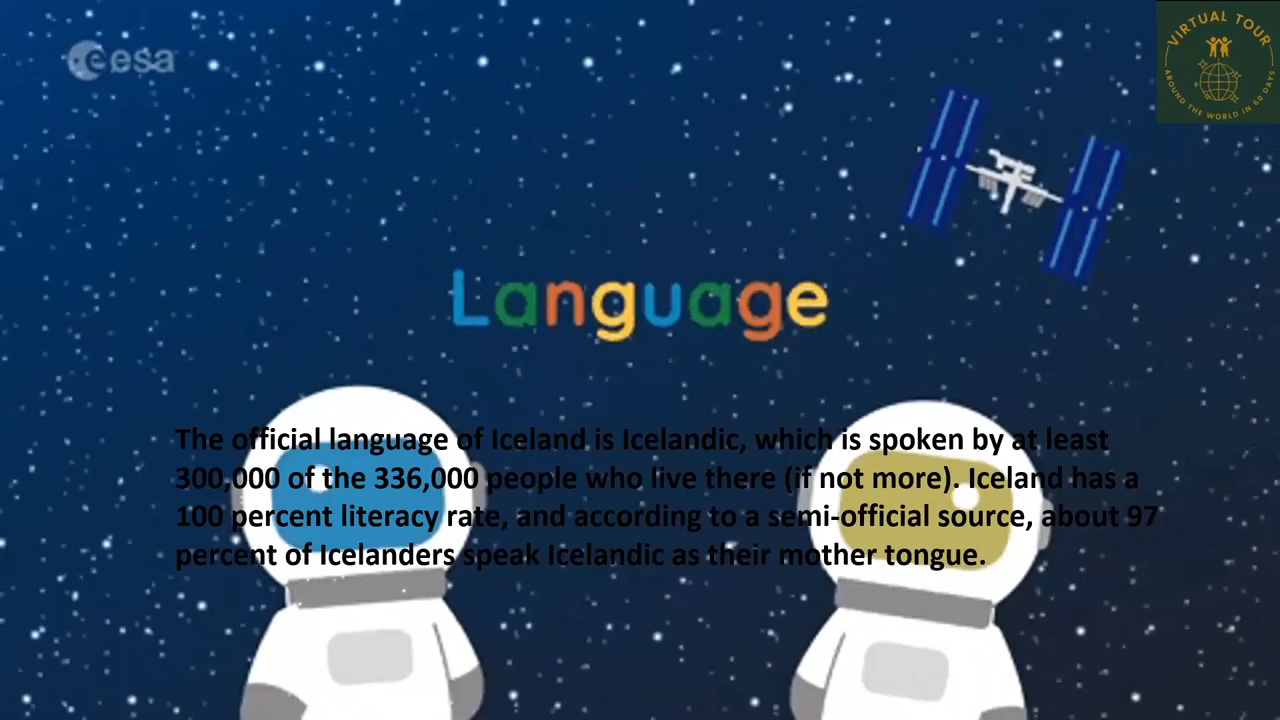 esa
VIRTUAL TOUR
AROUND THE WORLD IN 60 DAYS
Language
The official language of Iceland is Icelandic, which is spoken by at least
300,000 of the 336,000 people who live there (if not more). Iceland has a
100 percent literacy rate, and according to a semi-official source, about 97
percent of Icelanders speak Icelandic as their mother tongue.